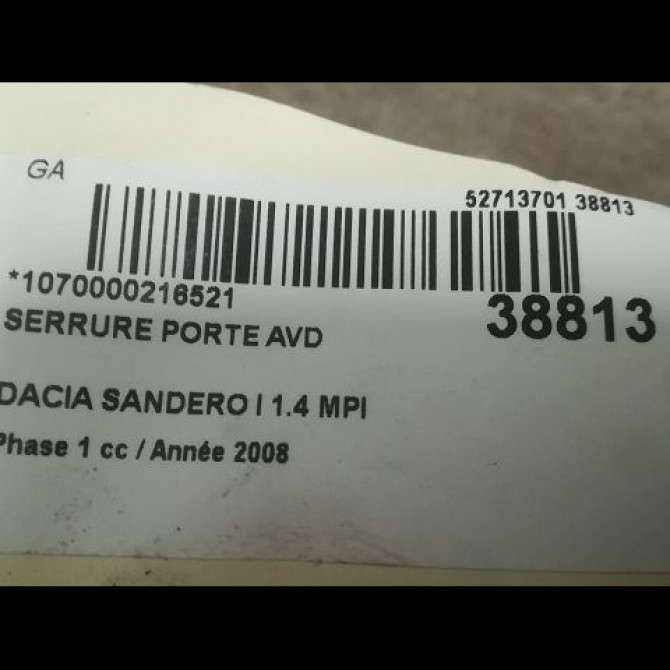 GA
52713701 38813
*1070000216521
38813
SERRURE PORTE AVD
DACIA SANDERO I 1.4 MPI
Phase 1 cc / Année 2008